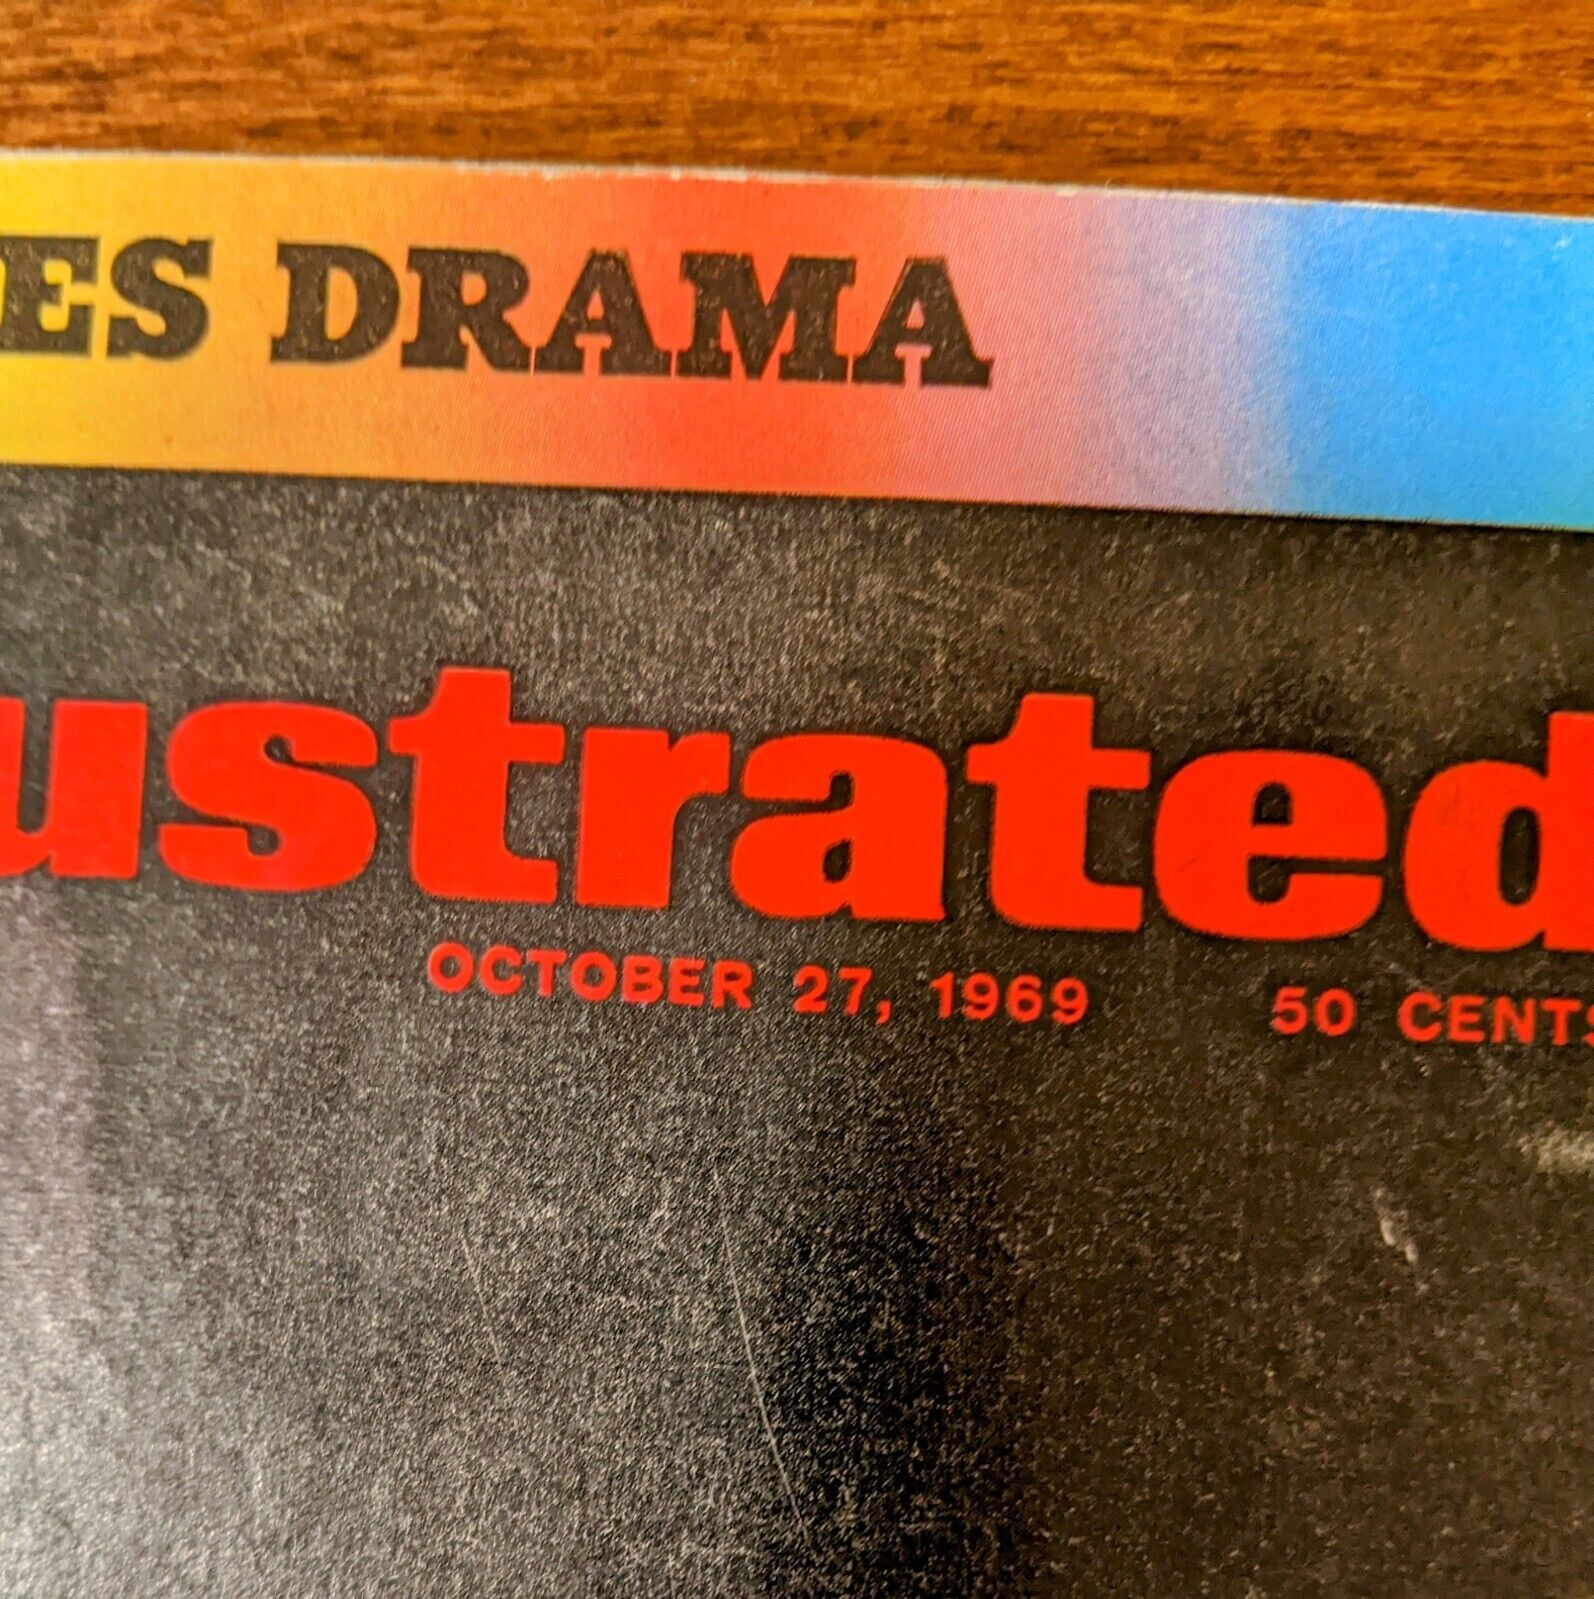 ES DRAMA
ustrated
OCTOBER 27, 1969 50 CENTS